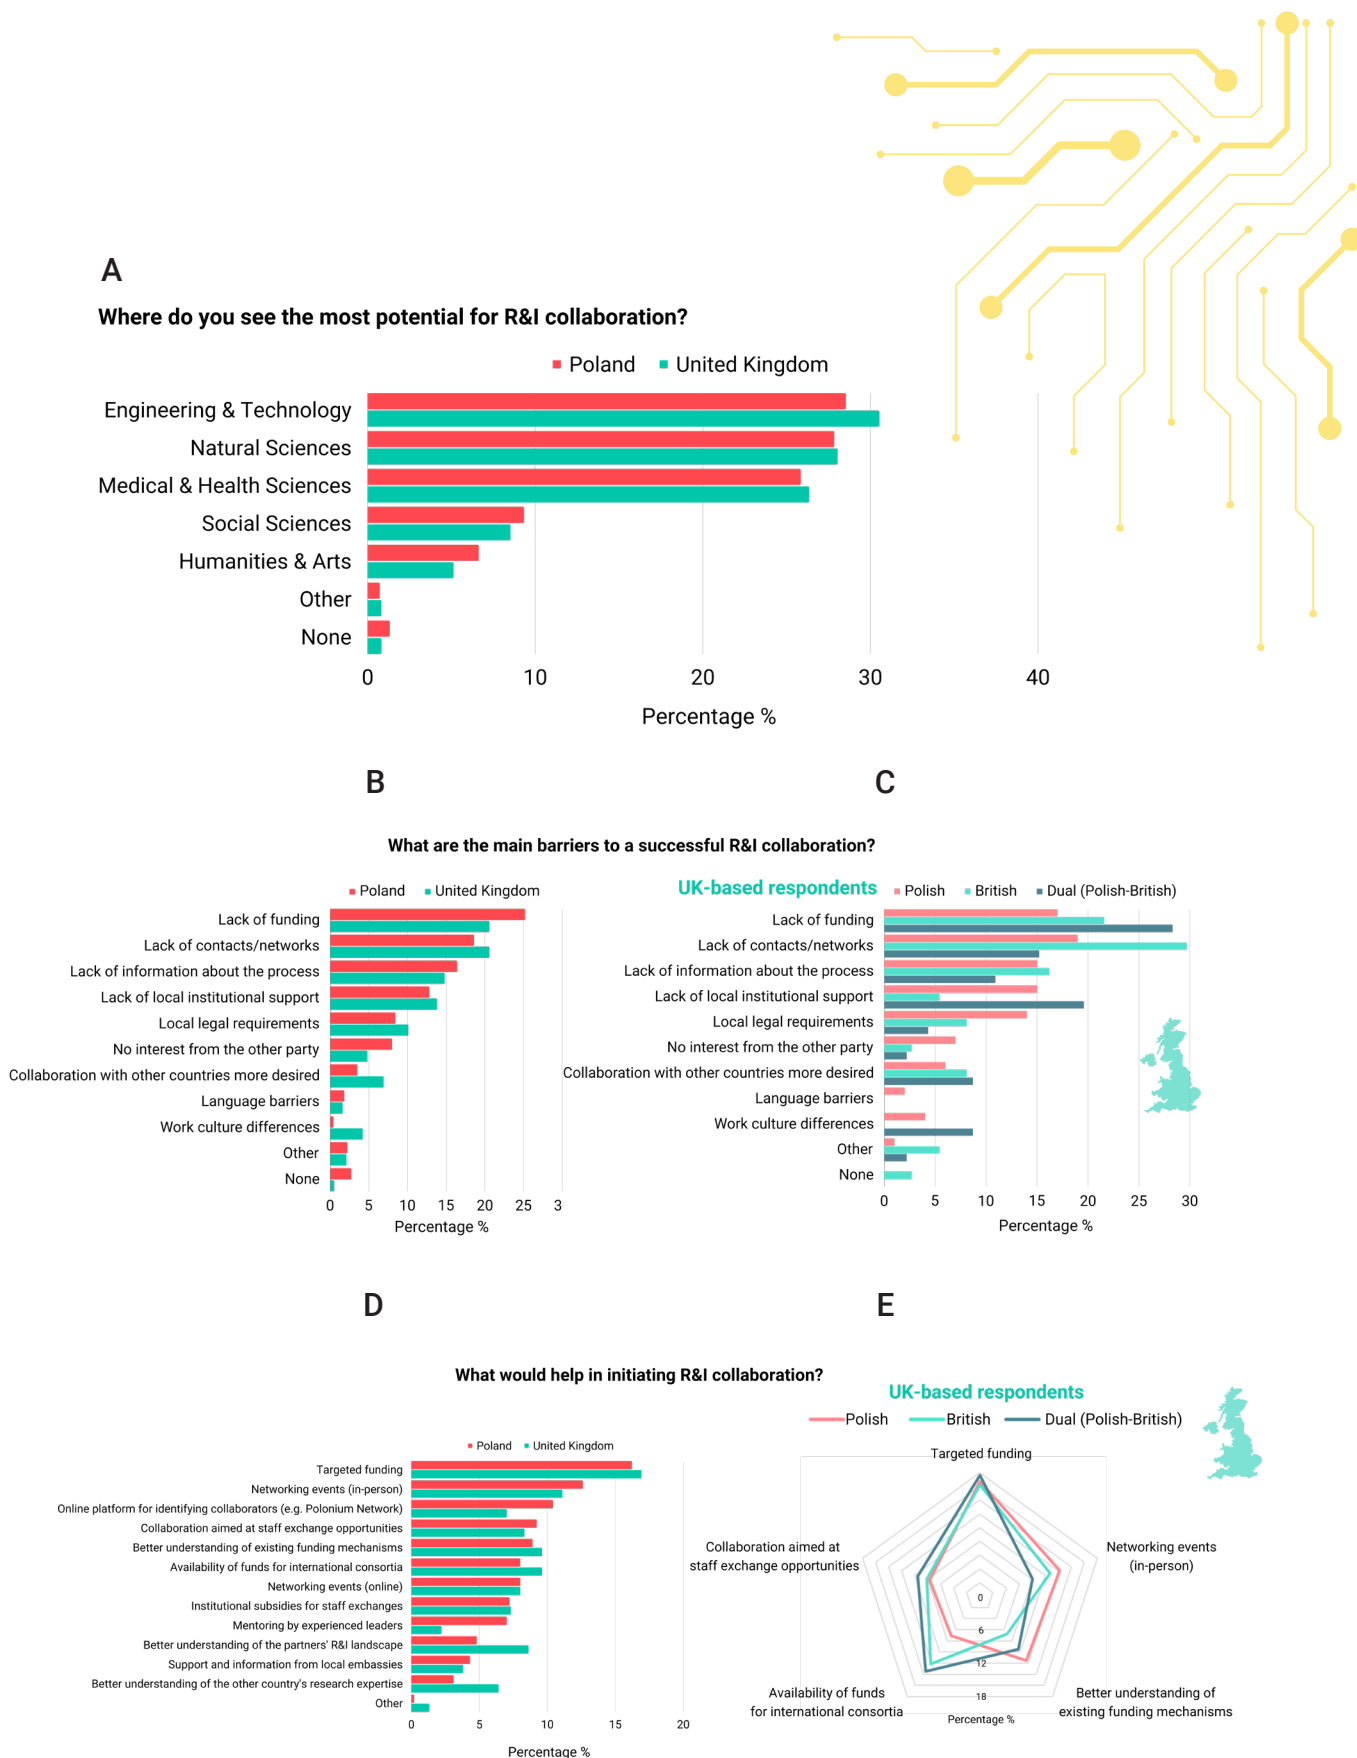 A
Where do you see the most potential for R&I collaboration?
Poland
United Kingdom
Engineering & Technology
Natural Sciences
Medical & Health Sciences
Social Sciences
Humanities & Arts
Other
None
0 10 20 30 40
Percentage %
B
C
What are the main barriers to a successful R&I collaboration?
Poland
United Kingdom
Lack of funding
Lack of contacts/networks
Lack of information about the process
Lack of local institutional support
Local legal requirements
No interest from the other party
Collaboration with other countries more desired
Language barriers
Work culture differences
Other
None
0 5 10 15 20 25 3
Percentage %
UK-based respondents
Polish
British
Dual (Polish-British)
Lack of funding
Lack of contacts/networks
Lack of information about the process
Lack of local institutional support
Local legal requirements
No interest from the other party
Collaboration with other countries more desired
Language barriers
Work culture differences
Other
None
0 5 10 15 20 25 30
Percentage %
D
E
What would help in initiating R&I collaboration?
Poland
United Kingdom
Targeted funding
Networking events (in-person)
Online platform for identifying collaborators (e.g. Polonium Network)
Collaboration aimed at staff exchange opportunities
Better understanding of existing funding mechanisms
Availability of funds for international consortia
Networking events (online)
Institutional subsidies for staff exchanges
Mentoring by experienced leaders
Better understanding of the partners' R&I landscape
Support and information from local embassies
Better understanding of the other country's research expertise
Other
0 5 10 15 20
Percentage %
UK-based respondents
Polish
British
Dual (Polish-British)
Targeted funding
Networking events
(in-person)
Collaboration aimed at
staff exchange opportunities
0
6
12
18
Availability of funds
for international consortia
Better understanding of
existing funding mechanisms
Percentage %